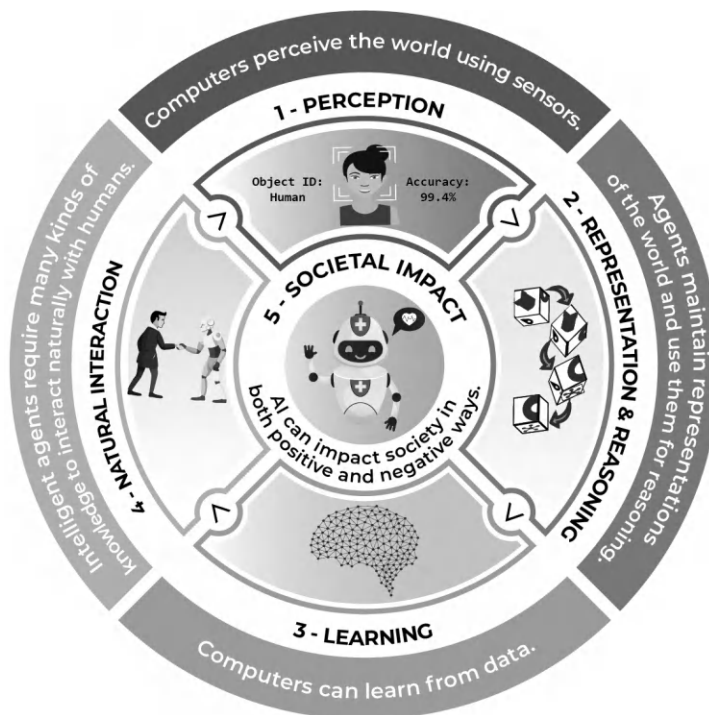 Computers perceive the world using sensors.
1 - PERCEPTION
Object ID:
Human
Accuracy:
99.4%
Agents maintain representations
of the world and use them for reasoning.
2 - REPRESENTATION & REASONING
3 - LEARNING
Computers can learn from data.
Intelligent agents require many kinds of
knowledge to interact naturally with humans.
4 - NATURAL INTERACTION
5 - SOCIETAL IMPACT
AI can impact society in
both positive and negative ways.